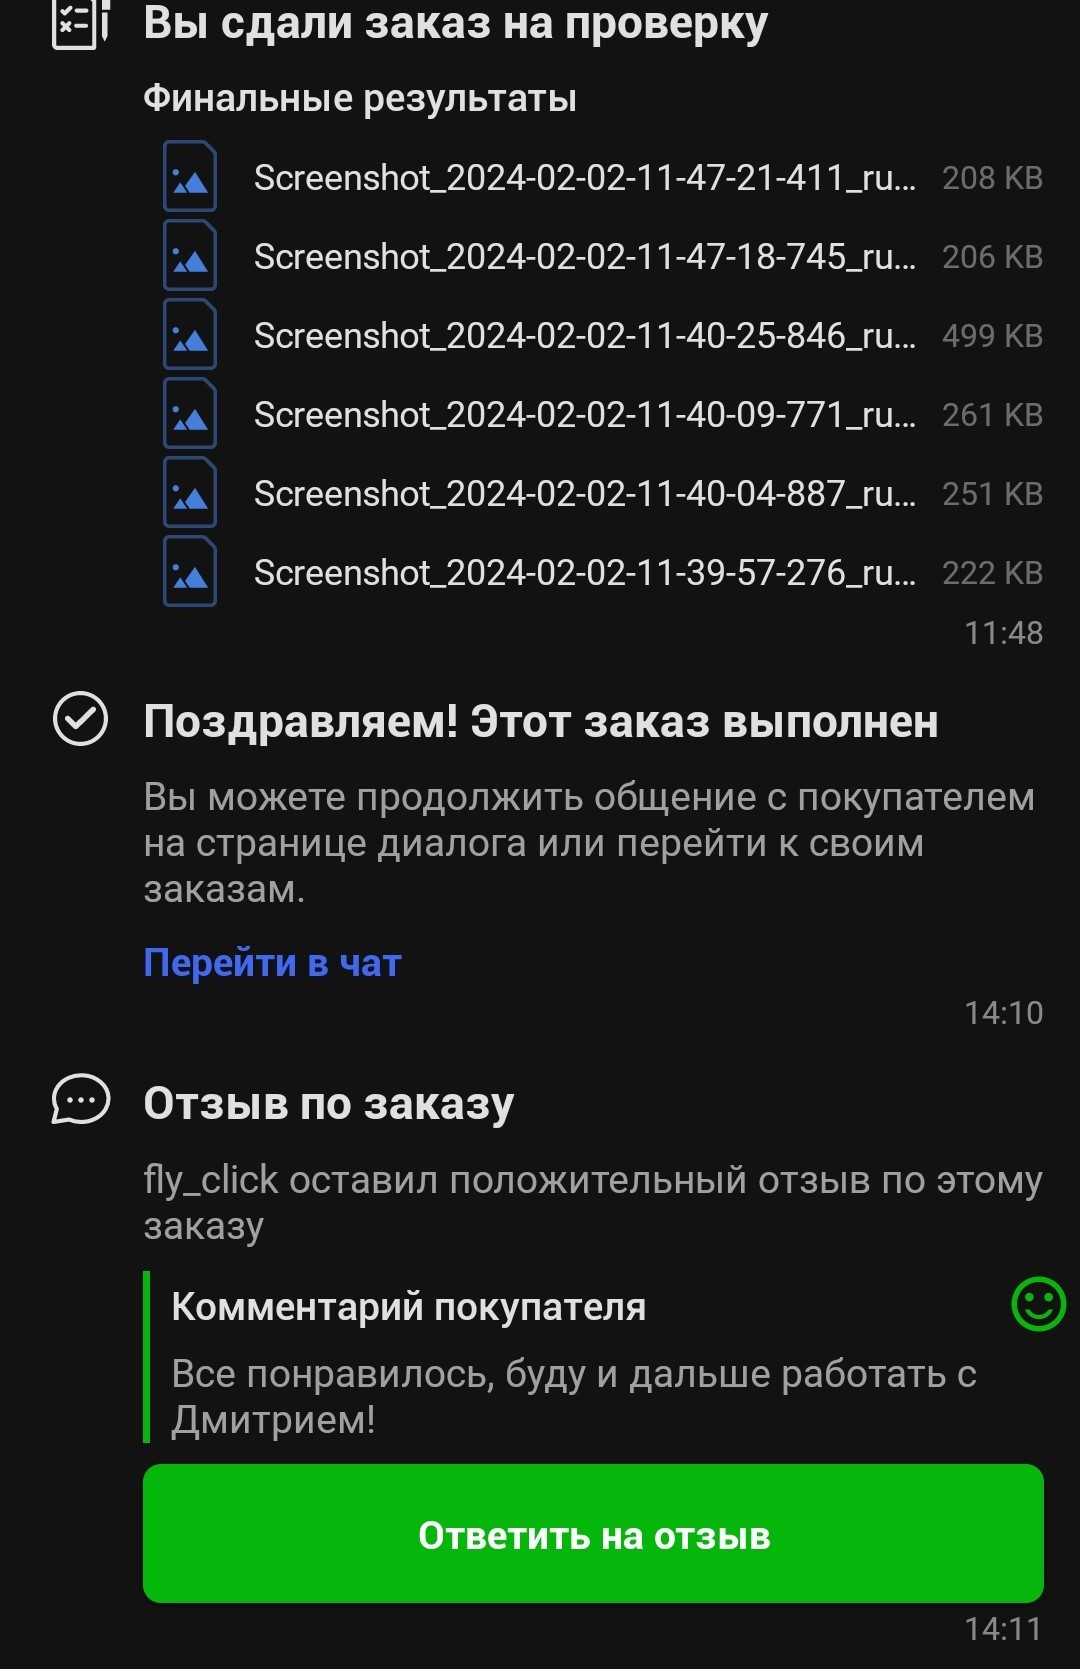 Вы сдали заказ на проверку
Финальные результаты
Screenshot_2024-02-02-11-47-21-411_ru... 208 KB
Screenshot_2024-02-02-11-47-18-745_ru... 206 KB
Screenshot_2024-02-02-11-40-25-846_ru... 499 KB
Screenshot_2024-02-02-11-40-09-771_ru... 261 KB
Screenshot_2024-02-02-11-40-04-887_ru... 251 KB
Screenshot_2024-02-02-11-39-57-276_ru... 222 KB
11:48
Поздравляем! Этот заказ выполнен
Вы можете продолжить общение с покупателем
на странице диалога или перейти к своим
заказам.
Перейти в чат
14:10
Отзыв по заказу
fly_click оставил положительный отзыв по этому
заказу
Комментарий покупателя
Все понравилось, буду и дальше работать с
Дмитрием!
Ответить на отзыв
14:11